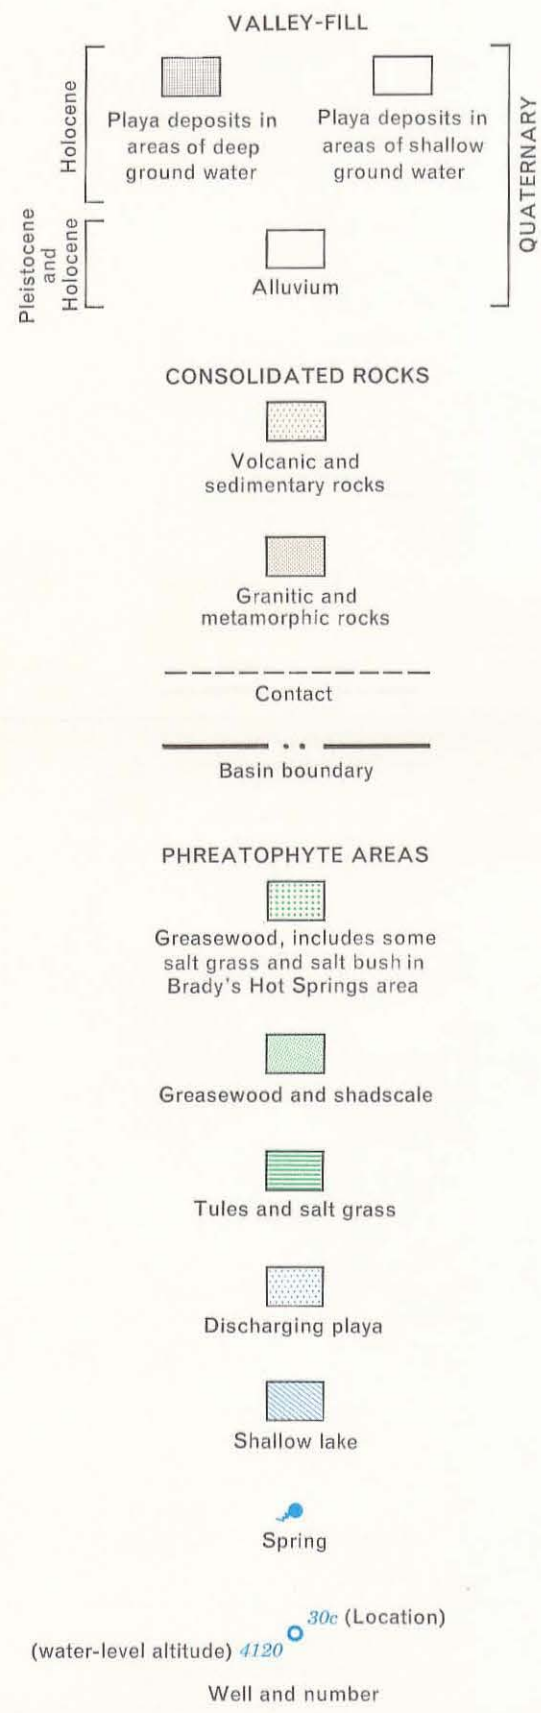 VALLEY-FILL
Holocene
Playa deposits in
areas of deep
ground water
Playa deposits in
areas of shallow
ground water
QUATERNARY
Pleistocene
and
Holocene
Alluvium
CONSOLIDATED ROCKS
Volcanic and
sedimentary rocks
Granitic and
metamorphic rocks
Contact
Basin boundary
PHREATOPHYTE AREAS
Greasewood, includes some
salt grass and salt bush in
Brady's Hot Springs area
Greasewood and shadscale
Tules and salt grass
Discharging playa
Shallow lake
Spring
30c (Location)
(water-level altitude) 4120
Well and number